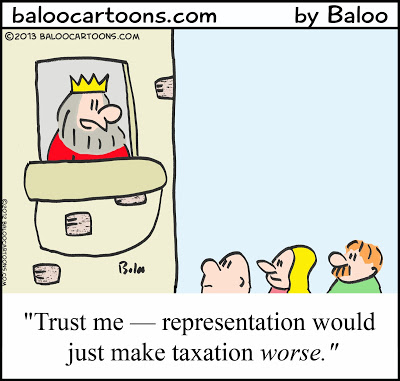 baloocartoons.com by Baloo
©2013 BALOOCARTOONS.COM
Baloo
"Trust me — representation would
just make taxation worse."